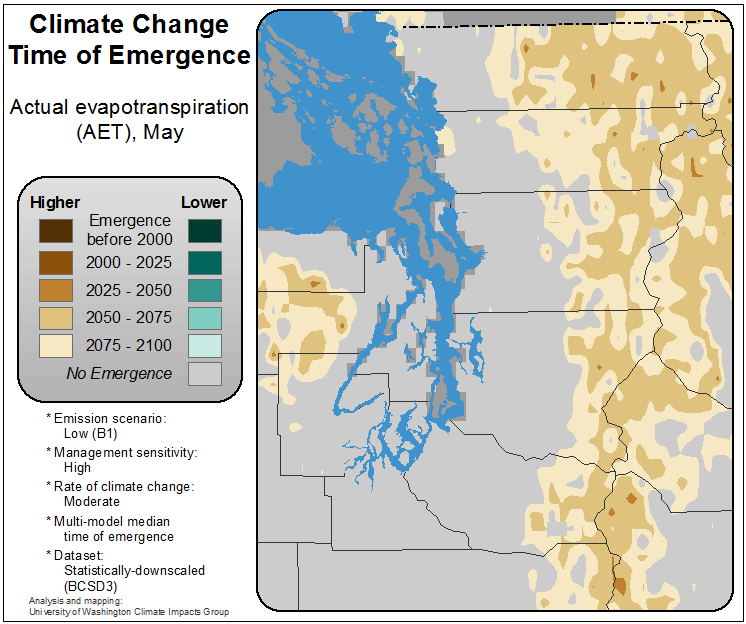 Climate Change
Time of Emergence
Actual evapotranspiration
(AET), May
Higher Lower
Emergence
before 2000
2000 - 2025
2025 - 2050
2050 - 2075
2075 - 2100
No Emergence
* Emission scenario:
Low (B1)
* Management sensitivity:
High
* Rate of climate change:
Moderate
* Multi-model median
time of emergence
* Dataset:
Statistically-downscaled
(BCSD3)
Analysis and mapping:
University of Washington Climate Impacts Group